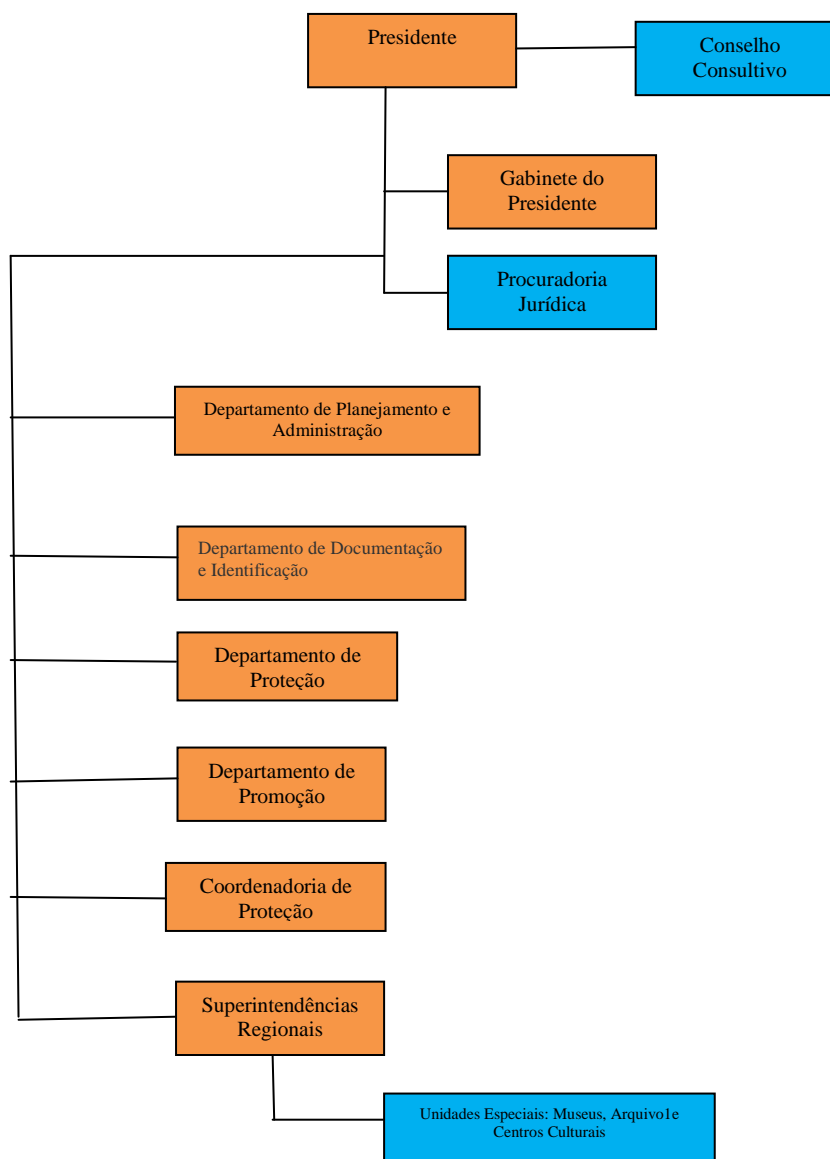 Presidente
Conselho
Consultivo
Gabinete do
Presidente
Procuradoria
Jurídica
Departamento de Planejamento e
Administração
Departamento de Documentação
e Identificação
Departamento de
Proteção
Departamento de
Promoção
Coordenadoria de
Proteção
Superintendências
Regionais
Unidades Especiais: Museus, Arquivo1e
Centros Culturais